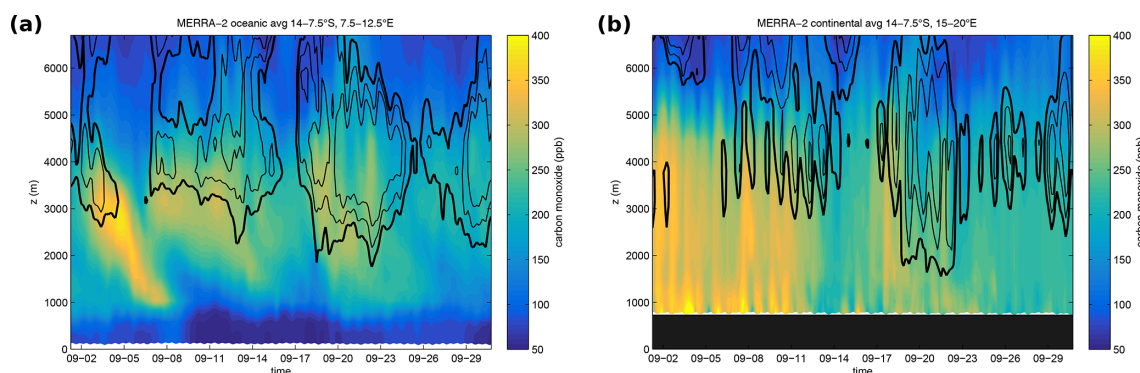 (a)
MERRA−2 oceanic avg 14−7.5°S, 7.5−12.5°E
z (m)
6000
5000
4000
3000
2000
1000
0
09−02 09−05 09−08 09−11 09−14 09−17 09−20 09−23 09−26 09−29
time
400
350
300
250
200
150
100
50
carbon monoxide (ppb)
(b)
MERRA−2 continental avg 14−7.5°S, 15−20°E
z (m)
6000
5000
4000
3000
2000
1000
0
09−02 09−05 09−08 09−11 09−14 09−17 09−20 09−23 09−26 09−29
time
400
350
300
250
200
150
100
50
carbon monoxide (ppb)